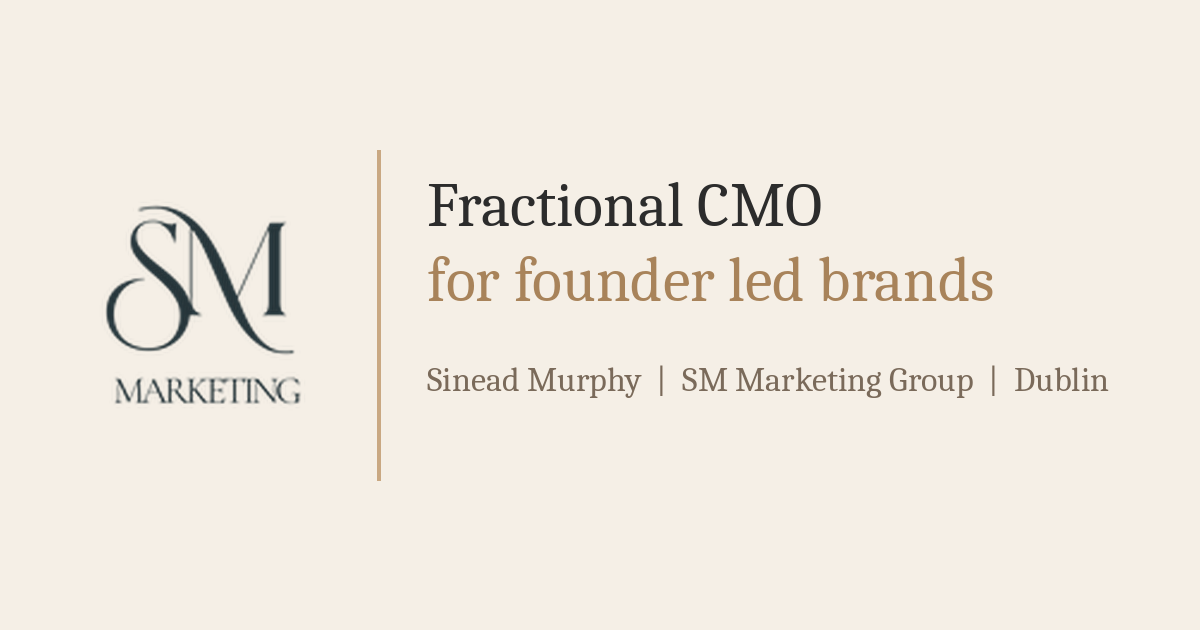 SM
MARKETING
Fractional CMO
for founder led brands
Sinead Murphy | SM Marketing Group | Dublin